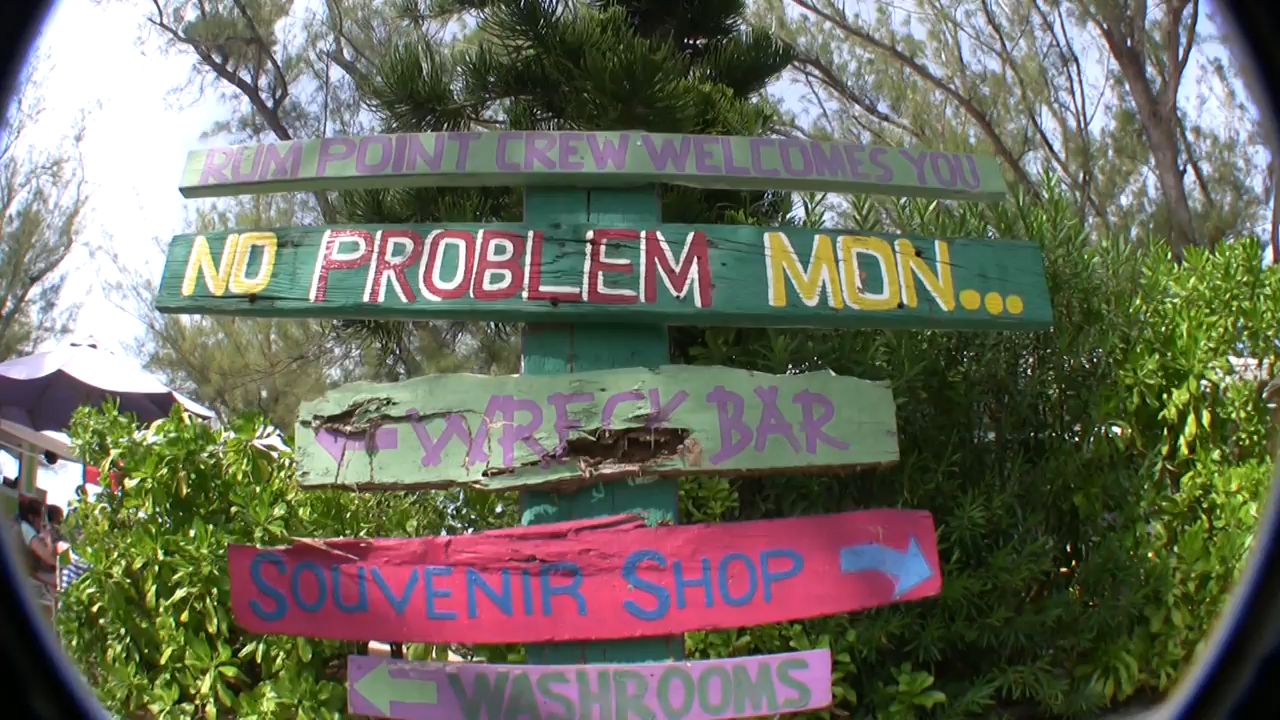 RUM POINT CREW WELCOMES YOU
NO PROBLEM MON...
WRECK BAR
SOUVENIR SHOP
WASHROOMS